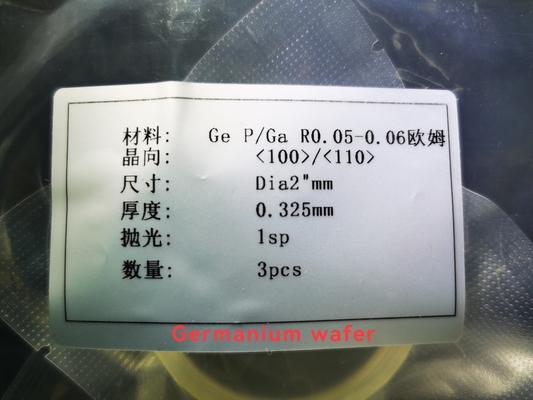 材料: Ge P/Ga R0.05-0.06欧姆
晶向: <100>/<110>
尺寸: Dia2"mm
厚度: 0.325mm
抛光: 1sp
数量: 3pcs
Germanium wafer